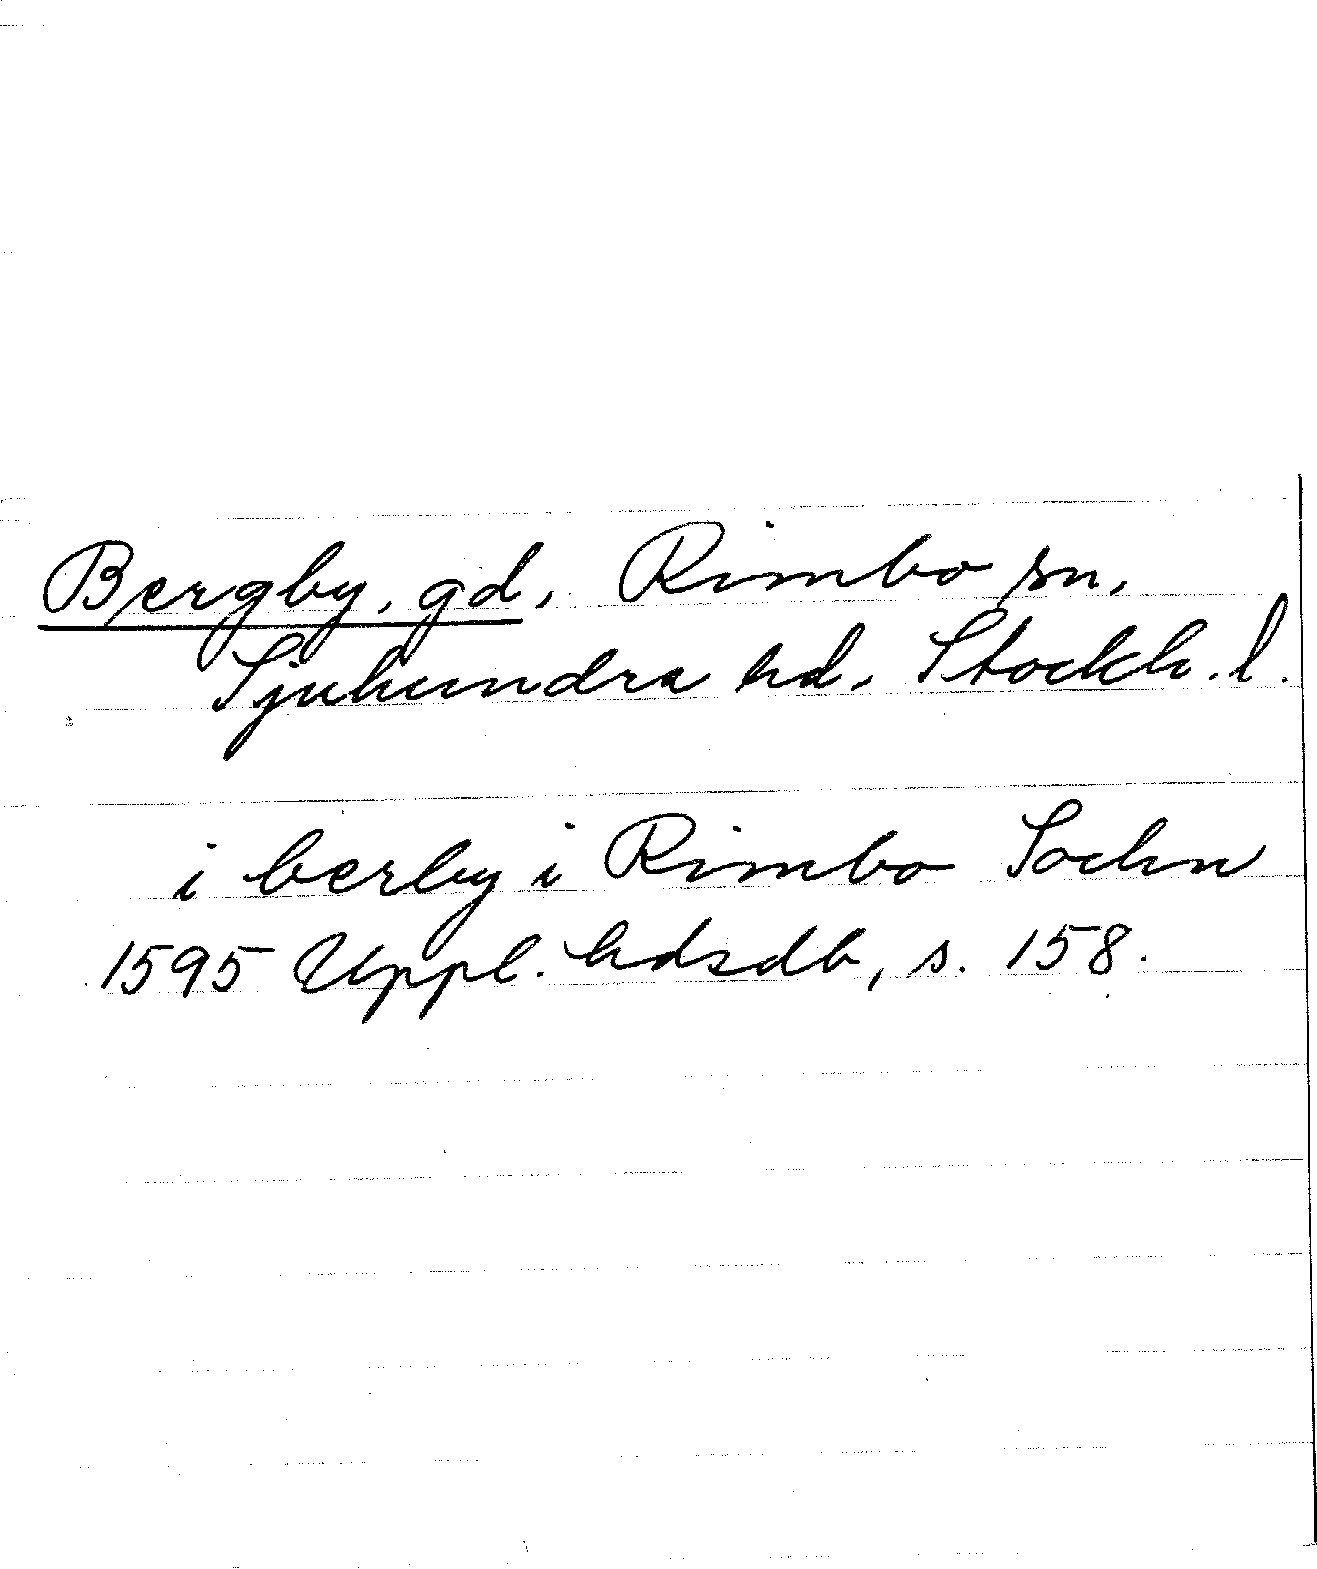 Bergby, gd, Rimbo sn,
Sjuhundra hd, Stockh. l.
i berby i Rimbo Sochn
1595 Uppl. hdsdb, s. 158.